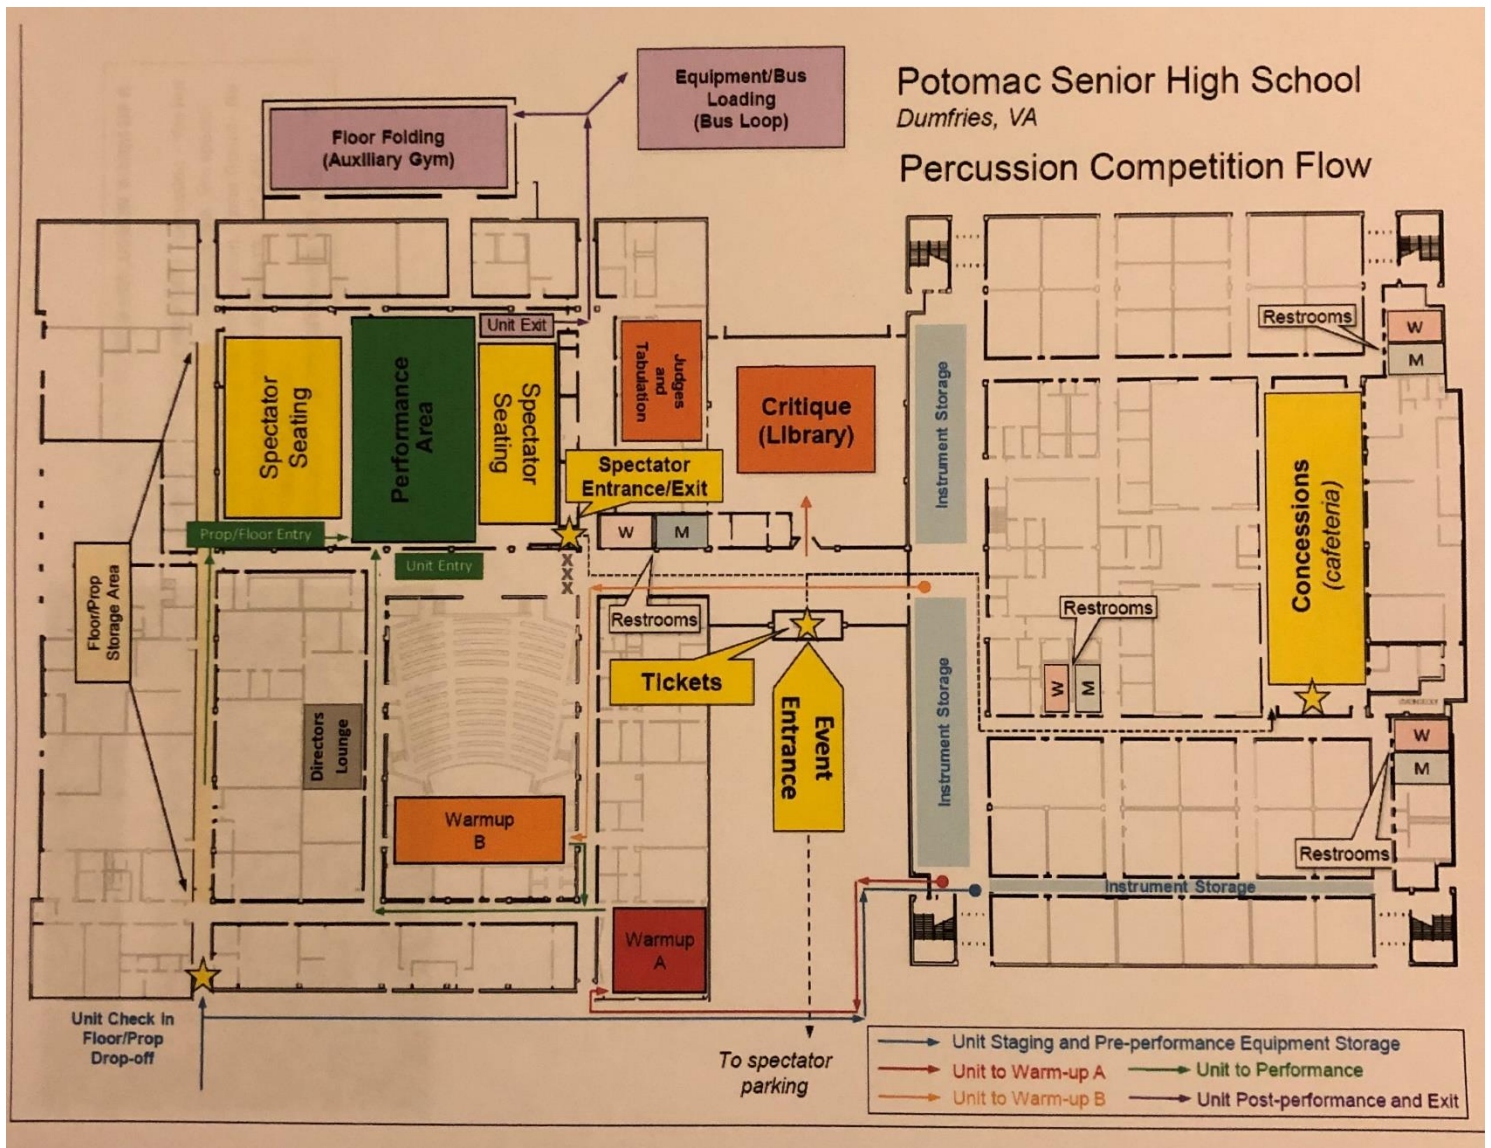 Potomac Senior High School
Dumfries, VA
Percussion Competition Flow
Equipment/Bus
Loading
(Bus Loop)
Floor Folding
(Auxiliary Gym)
Unit Exit
Spectator
Seating
Performance
Area
Spectator
Seating
Judges
and
Tabulation
Critique
(Library)
Spectator
Entrance/Exit
Instrument Storage
Restrooms
W
M
Concessions
(cafeteria)
Prop/Floor Entry
Unit Entry
XXX
W
M
Restrooms
Floor/Prop
Storage Area
Tickets
Event
Entrance
Instrument Storage
Restrooms
W
M
Directors
Lounge
Warmup
B
W
M
Restrooms
Instrument Storage
Warmup
A
Unit Check in
Floor/Prop
Drop-off
To spectator
parking
Unit Staging and Pre-performance Equipment Storage
Unit to Warm-up A
Unit to Performance
Unit to Warm-up B
Unit Post-performance and Exit